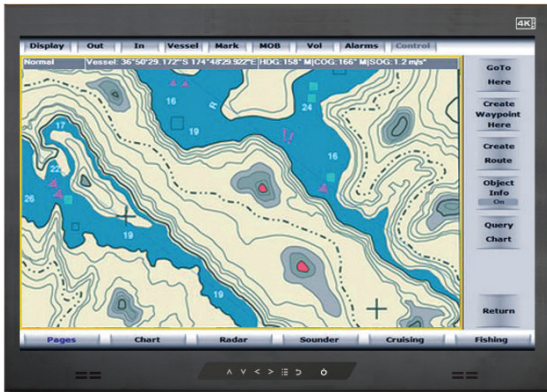 4K
Display Out In Vessel Mark MOB Vol Alarms Control
Normal Vessel: 36°50'29.172"S 174°48'29.922"E HDG: 158° M COG: 166° M SOG: 1.2 m/s
GoTo
Here
Create
Waypoint
Here
Create
Route
Object
Info
On
Query
Chart
Return
16
R
24
19
17
16
22
26
19
19
Pages Chart Radar Sounder Cruising Fishing